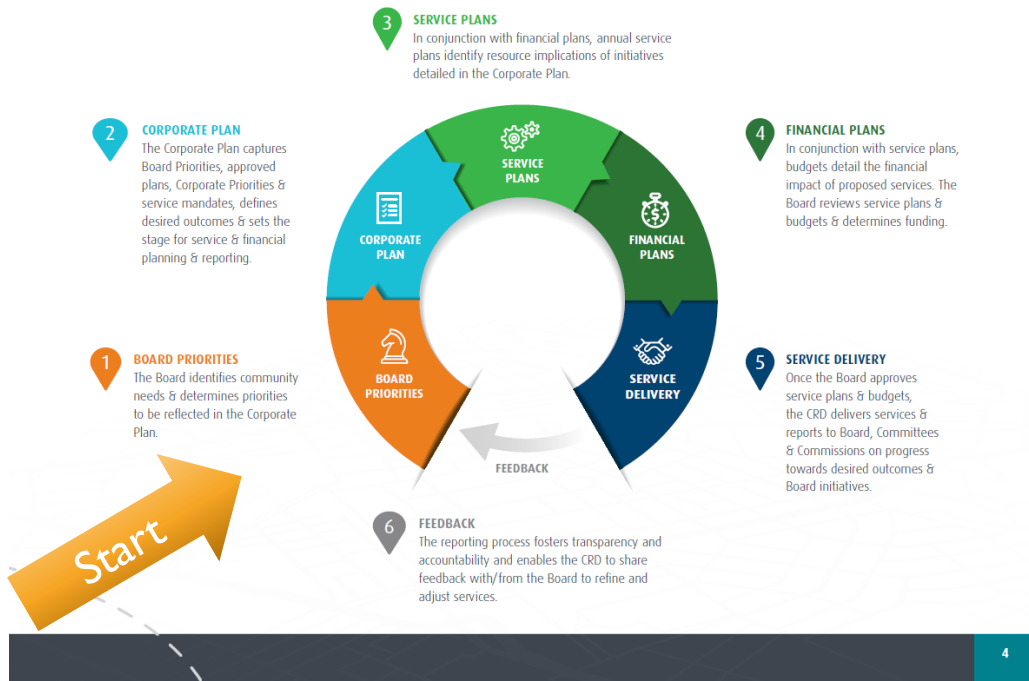 3 SERVICE PLANS
In conjunction with financial plans, annual service
plans identify resource implications of initiatives
detailed in the Corporate Plan.
2 CORPORATE PLAN
The Corporate Plan captures
Board Priorities, approved
plans, Corporate Priorities &
service mandates, defines
desired outcomes & sets the
stage for service & financial
planning & reporting.
4 FINANCIAL PLANS
In conjunction with service plans,
budgets detail the financial
impact of proposed services. The
Board reviews service plans &
budgets & determines funding.
SERVICE
PLANS
CORPORATE
PLAN
$
FINANCIAL
PLANS
1 BOARD PRIORITIES
The Board identifies community
needs & determines priorities
to be reflected in the Corporate
Plan.
BOARD
PRIORITIES
SERVICE
DELIVERY
5 SERVICE DELIVERY
Once the Board approves
service plans & budgets,
the CRD delivers services &
reports to Board, Committees
& Commissions on progress
towards desired outcomes &
Board initiatives.
FEEDBACK
Start
6 FEEDBACK
The reporting process fosters transparency and
accountability and enables the CRD to share
feedback with/from the Board to refine and
adjust services.
4